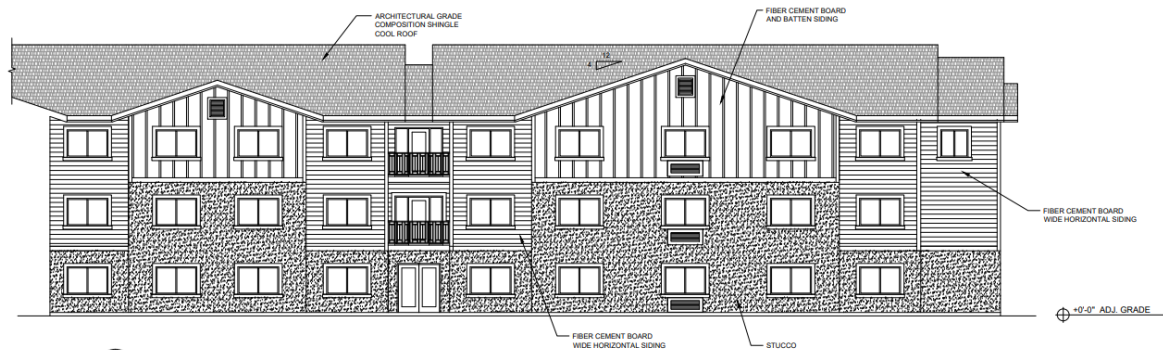 ARCHITECTURAL GRADE
COMPOSITION SHINGLE
COOL ROOF
FIBER CEMENT BOARD
AND BATTEN SIDING
12
4
FIBER CEMENT BOARD
WIDE HORIZONTAL SIDING
+0'-0" ADJ. GRADE
FIBER CEMENT BOARD
WIDE HORIZONTAL SIDING
STUCCO